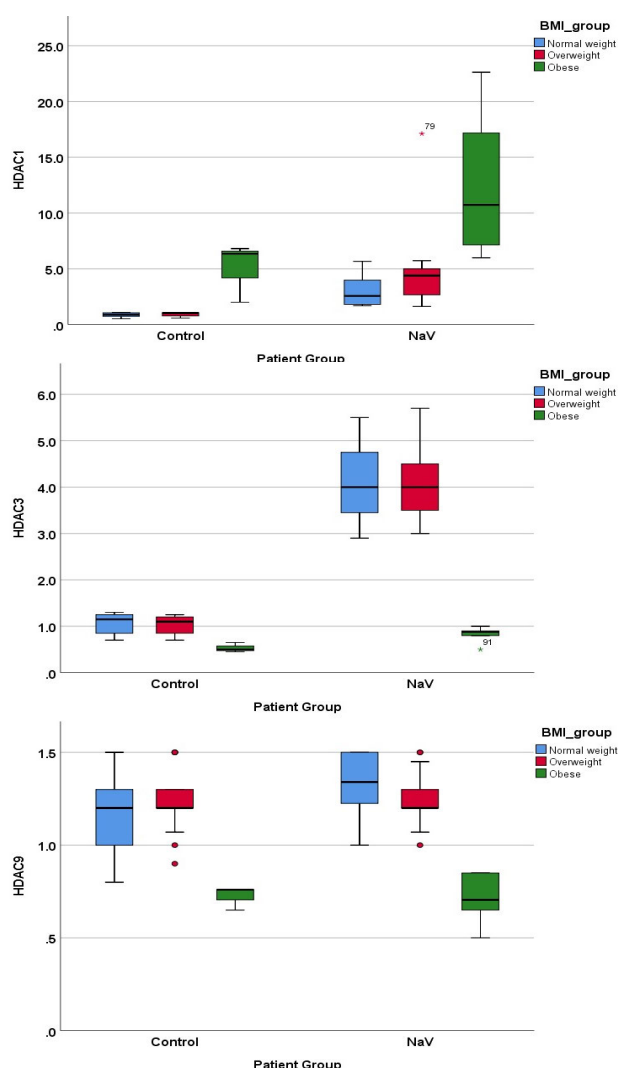 BMI_group
Normal weight
Overweight
Obese
25.0
20.0
15.0
10.0
5.0
.0
HDAC1
79
Control
NaV
Patient Group
BMI_group
Normal weight
Overweight
Obese
6.0
5.0
4.0
3.0
2.0
1.0
.0
HDAC3
91
Control
NaV
Patient Group
BMI_group
Normal weight
Overweight
Obese
1.5
1.0
.5
.0
HDAC9
Control
NaV
Patient Group